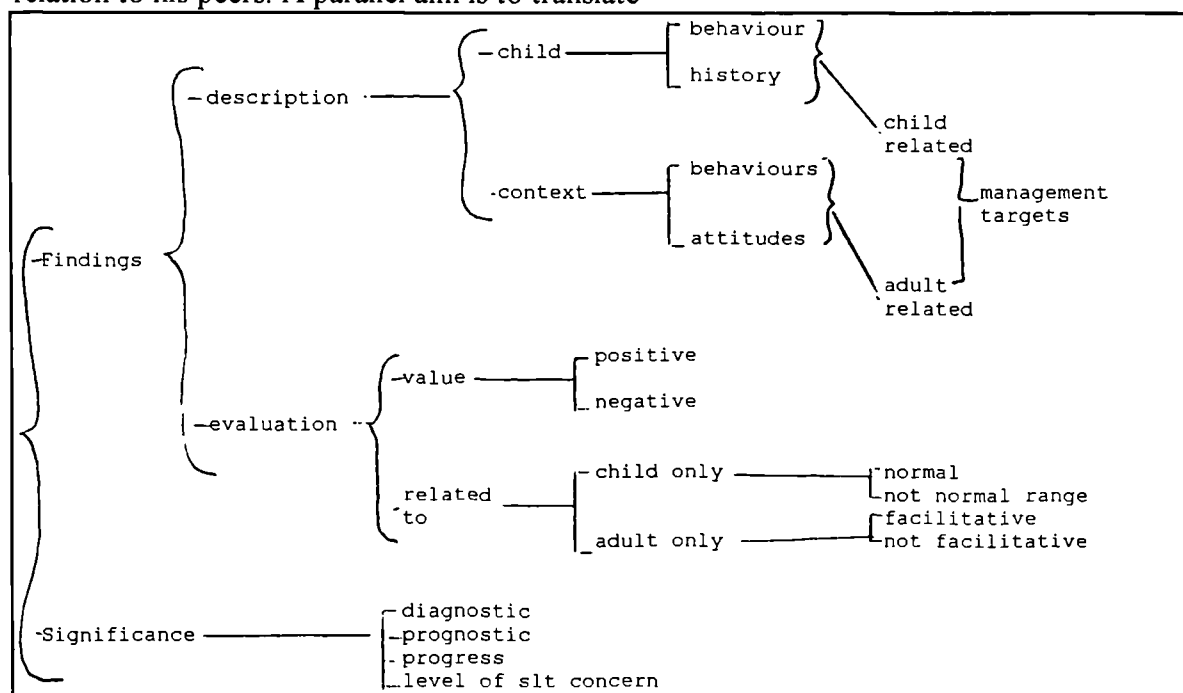 relation to his peers. A parallel aim is to translate
behaviour
child
history
description
child
related
context
behaviours
management
targets
attitudes
Findings
adult
related
positive
value
negative
evaluation
child only
normal
related
to
not normal range
facilitative
adult only
not facilitative
diagnostic
Significance
prognostic
progress
level of slt concern